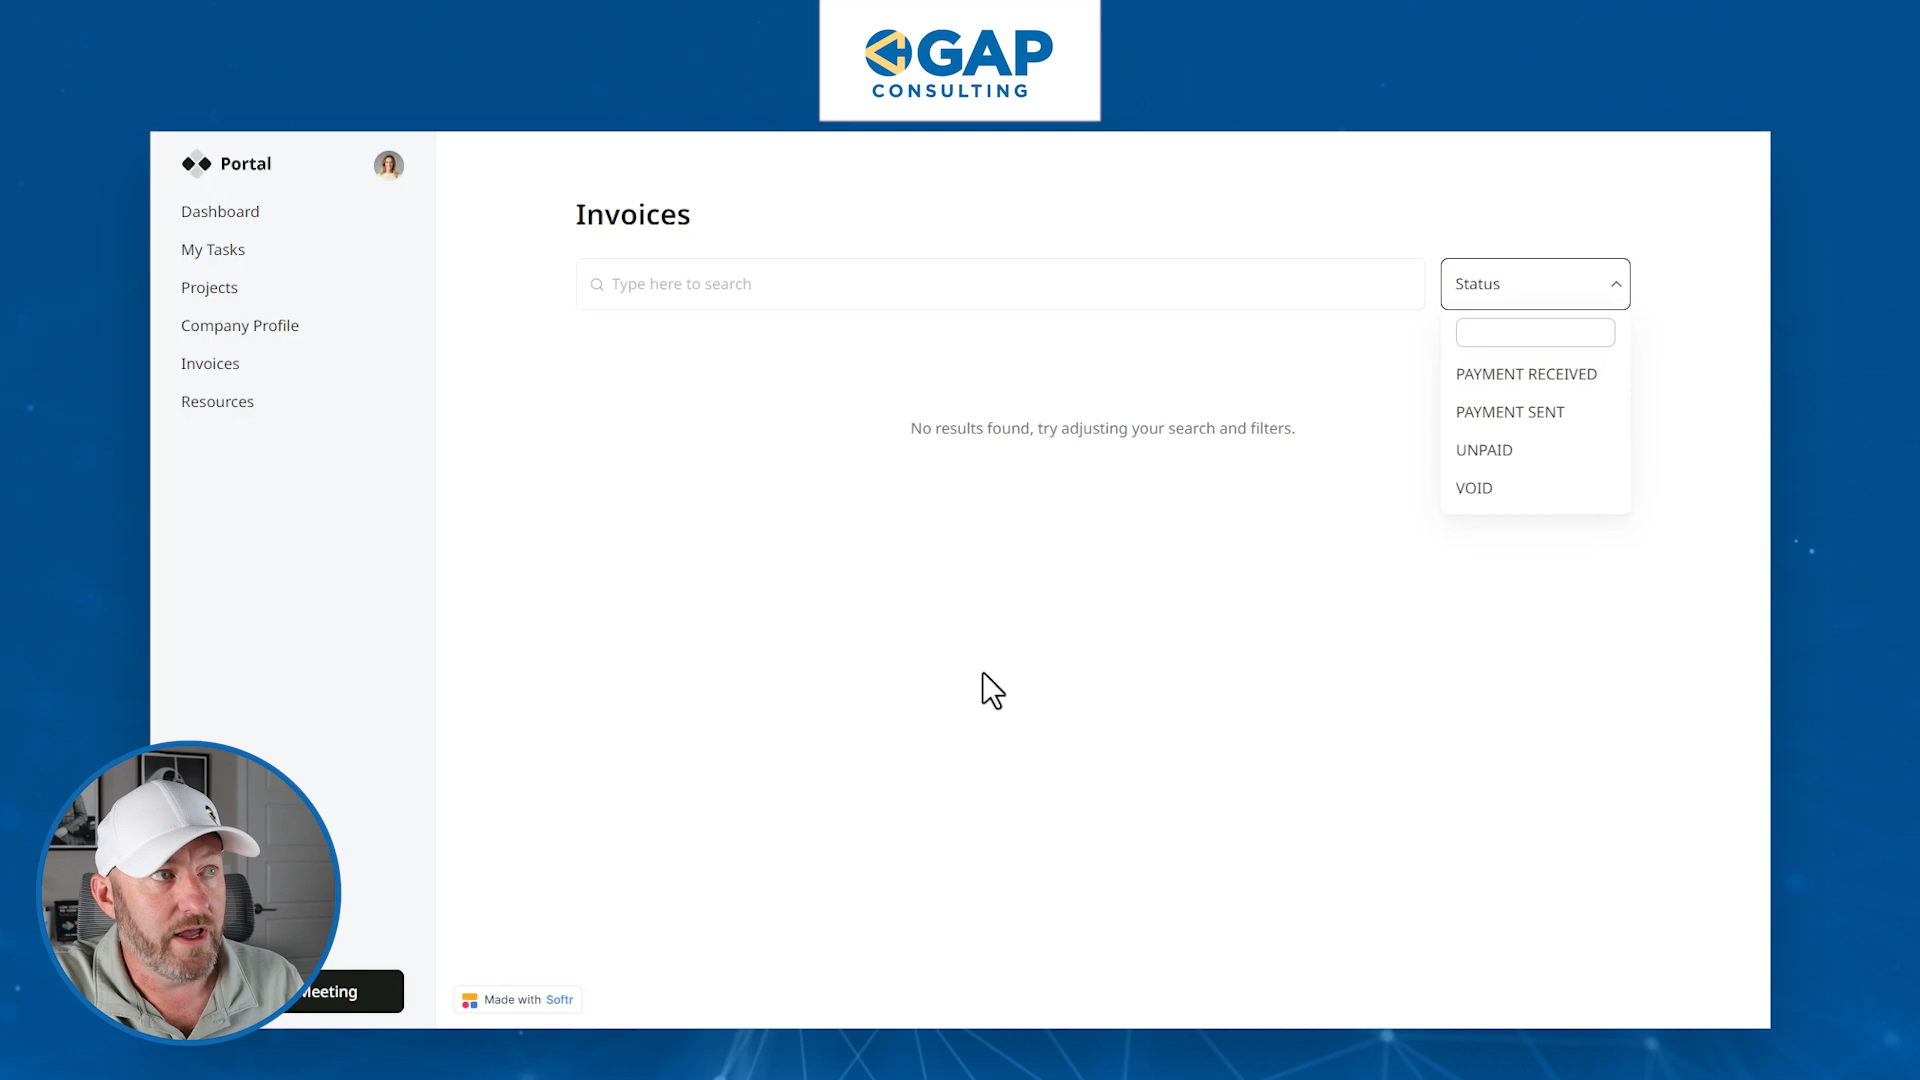 GAP
CONSULTING
Portal
Dashboard
My Tasks
Projects
Company Profile
Invoices
Resources
Meeting
Invoices
Type here to search
Status
PAYMENT RECEIVED
PAYMENT SENT
UNPAID
VOID
No results found, try adjusting your search and filters.
Made with Softr